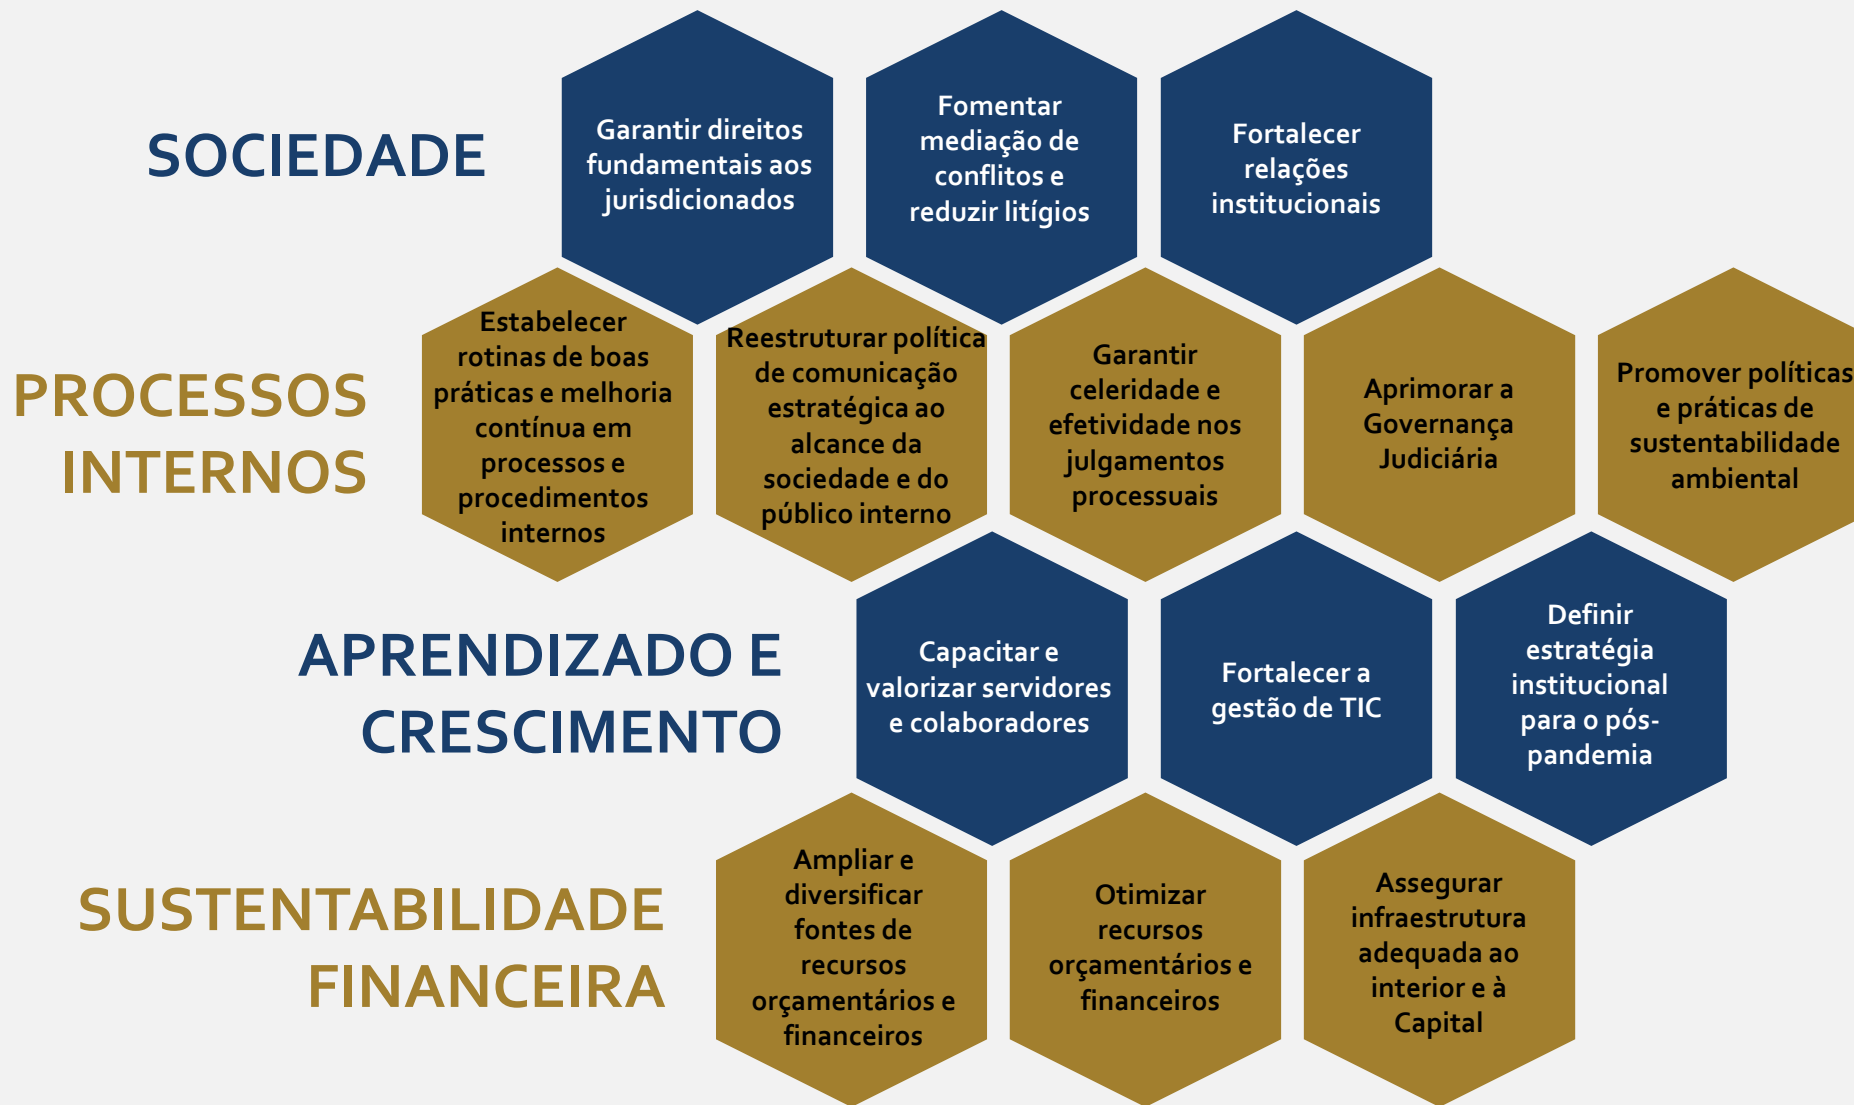 SOCIEDADE
Garantir direitos
fundamentais aos
jurisdicionados
Fomentar
mediação de
conflitos e
reduzir litígios
Fortalecer
relações
institucionais
PROCESSOS
INTERNOS
Estabelecer
rotinas de boas
práticas e melhoria
contínua em
processos e
procedimentos
internos
Reestruturar política
de comunicação
estratégica ao
alcance da
sociedade e do
público interno
Garantir
celeridade e
efetividade nos
julgamentos
processuais
Aprimorar a
Governança
Judiciária
Promover políticas
e práticas de
sustentabilidade
ambiental
APRENDIZADO E
CRESCIMENTO
Capacitar e
valorizar servidores
e colaboradores
Fortalecer a
gestão de TIC
Definir
estratégia
institucional
para o pós-
pandemia
SUSTENTABILIDADE
FINANCEIRA
Ampliar e
diversificar
fontes de
recursos
orçamentários e
financeiros
Otimizar
recursos
orçamentários e
financeiros
Assegurar
infraestrutura
adequada ao
interior e à
Capital